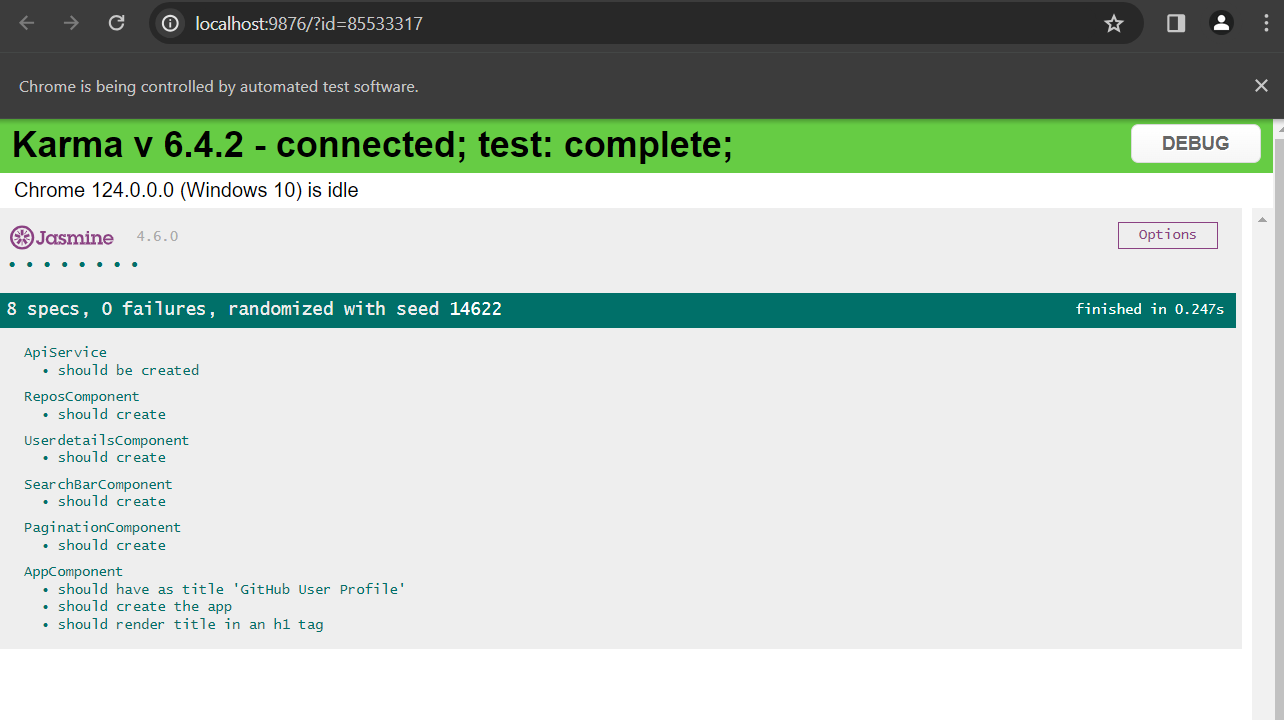 localhost:9876/?id=85533317
Chrome is being controlled by automated test software.
Karma v 6.4.2 - connected; test: complete;
DEBUG
Chrome 124.0.0.0 (Windows 10) is idle
Jasmine 4.6.0
Options
• • • • • • • •
8 specs, 0 failures, randomized with seed 14622
finished in 0.247s
ApiService
• should be created
ReposComponent
• should create
UserdetailsComponent
• should create
SearchBarComponent
• should create
PaginationComponent
• should create
AppComponent
• should have as title 'GitHub User Profile'
• should create the app
• should render title in an h1 tag